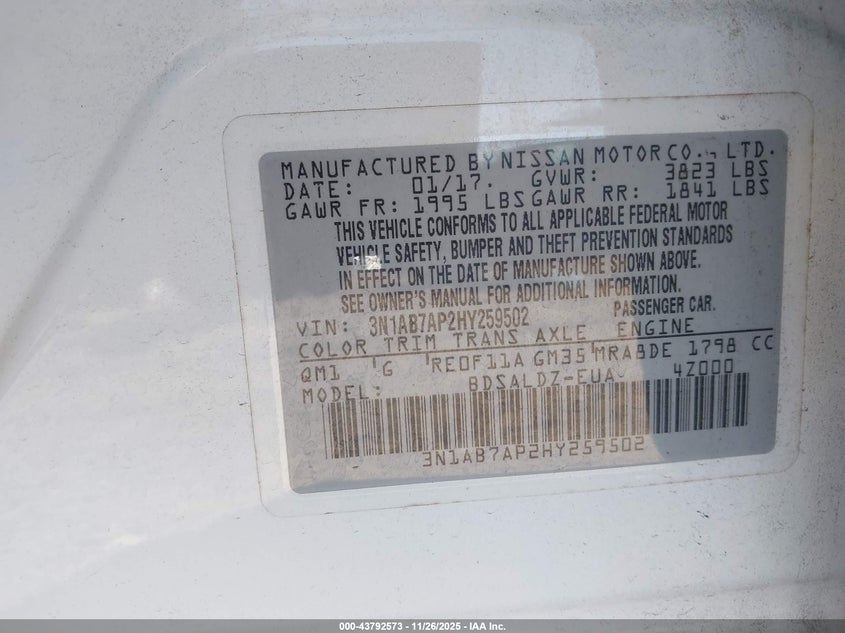 MANUFACTURED BY NISSAN MOTOR CO., LTD.
DATE: 01/17. GVWR: 3823 LBS
GAWR FR: 1995 LBS GAWR RR: 1841 LBS
THIS VEHICLE CONFORMS TO ALL APPLICABLE FEDERAL MOTOR
VEHICLE SAFETY, BUMPER AND THEFT PREVENTION STANDARDS
IN EFFECT ON THE DATE OF MANUFACTURE SHOWN ABOVE.
SEE OWNER'S MANUAL FOR ADDITIONAL INFORMATION.
VIN: 3N1AB7AP2HY259502 PASSENGER CAR.
COLOR TRIM TRANS AXLE ENGINE
QM1 G RE0F11A GM35 MRA8DE 1798 CC
MODEL: BDSALDZ-EUA 4Z000
3N1AB7AP2HY259502
000-43792573 - 11/26/2025 - IAA Inc.